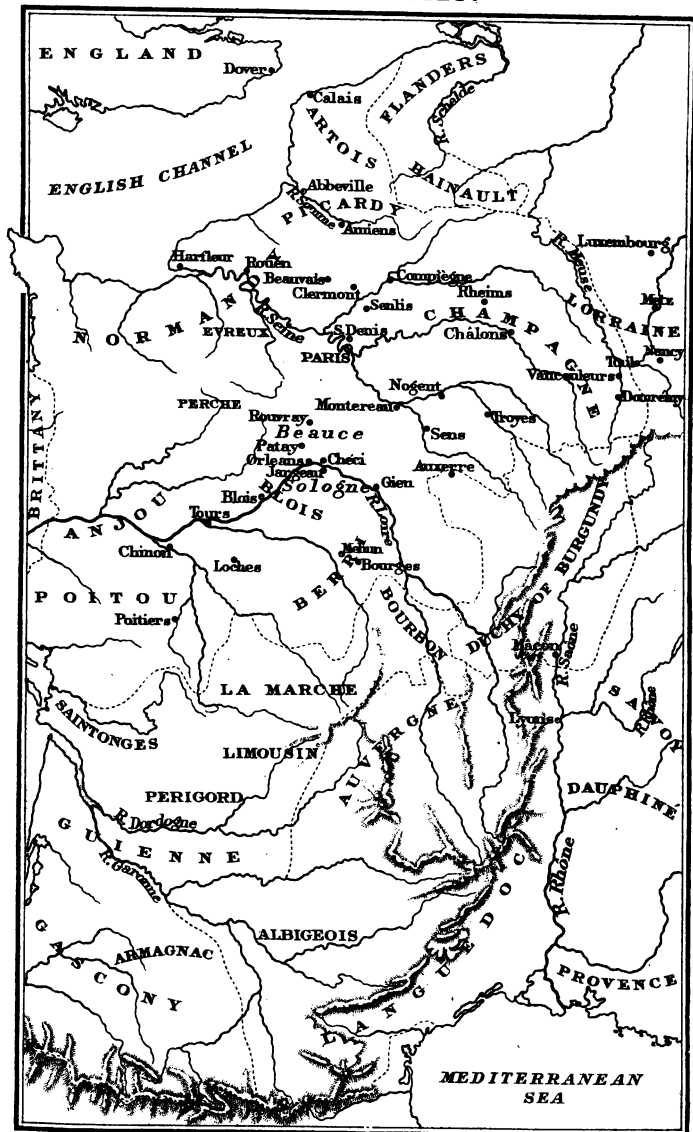 ENGLAND
Dover
Calais
FLANDERS
R. Schelde
ARTOIS
ENGLISH CHANNEL
HAINAULT
Abbeville
R. Somme
PICARDY
Amiens
Luxembourg
R. Meuse
Harfleur
Rouen
Beauvais
Compiègne
Clermont
Rheims
Metz
Senlis
LORRAINE
NORMANDY
EVREUX
R. Seine
S. Denis
CHAMPAGNE
Châlons
PARIS
Nancy
Toul
Vaucouleurs
Nogent
Domremy
PERCHE
Montereau
Troyes
BRITTANY
Rouvray
Beauce
Sens
Patay
Orleans
Chéci
Jargeau
Auxerre
Sologne
Gien
Blois
BLOIS
R. Loire
ANJOU
Tours
Chinon
Loches
Mehun
Bourges
BERRI
DUCHY OF BURGUNDY
POITOU
Poitiers
BOURBON
Macon
R. Saone
LA MARCHE
SAVOY
R. Rhône
SAINTONGES
Lyons
LIMOUSIN
AUVERGNE
PERIGORD
DAUPHINÉ
R. Dordogne
GUIENNE
R. Garonne
R. Rhône
ALBIGEOIS
ARMAGNAC
GASCONY
LANGUEDOC
PROVENCE
MEDITERRANEAN
SEA